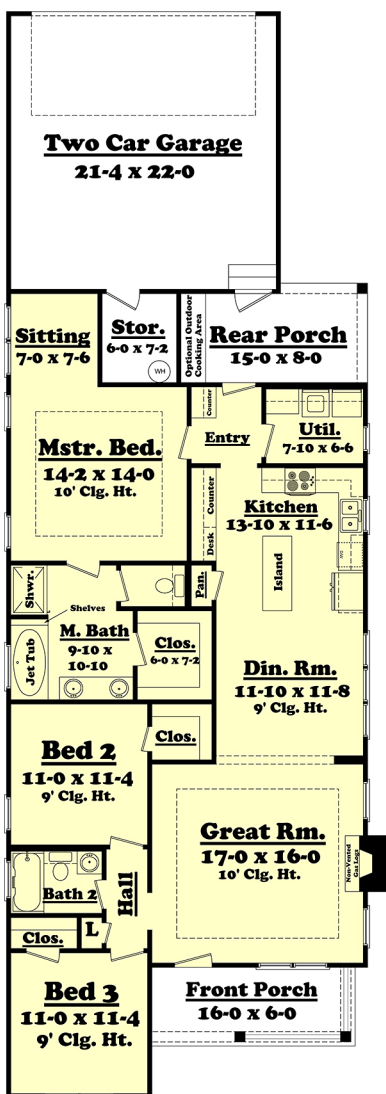 Two Car Garage
21-4 x 22-0
Sitting
7-0 x 7-6
Stor.
6-0 x 7-2
WH
Optional Outdoor
Cooking Area
Rear Porch
15-0 x 8-0
Counter
Util.
7-10 x 6-6
Entry
Mstr. Bed.
14-2 x 14-0
10' Clg. Ht.
Counter
Desk
Kitchen
13-10 x 11-6
Island
Pan.
Shwr.
Shelves
M. Bath
9-10 x
10-10
Jet Tub
Clos.
6-0 x 7-2
Din. Rm.
11-10 x 11-8
9' Clg. Ht.
Clos.
Bed 2
11-0 x 11-4
9' Clg. Ht.
Great Rm.
17-0 x 16-0
10' Clg. Ht.
Non-Vented
Gas Logs
Bath 2
Hall
L
Clos.
Bed 3
11-0 x 11-4
9' Clg. Ht.
Front Porch
16-0 x 6-0